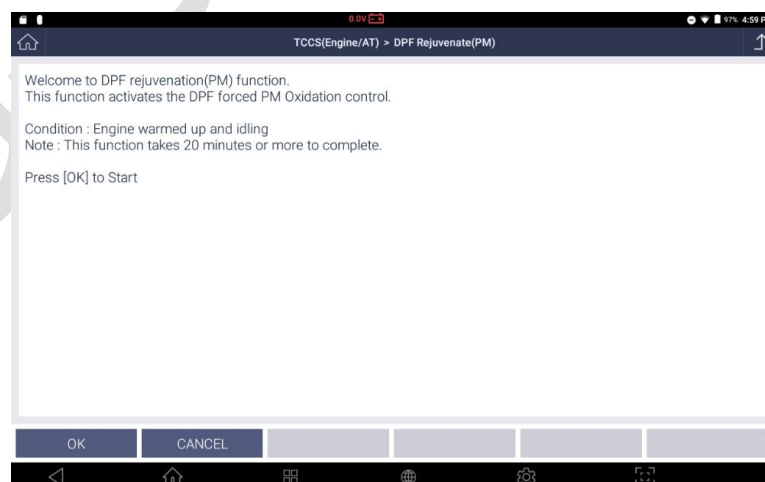 0.0V
97% 4:59 P
TCCS(Engine/AT) > DPF Rejuvenate(PM)
Welcome to DPF rejuvenation(PM) function.
This function activates the DPF forced PM Oxidation control.
Condition : Engine warmed up and idling
Note : This function takes 20 minutes or more to complete.
Press [OK] to Start
OK
CANCEL